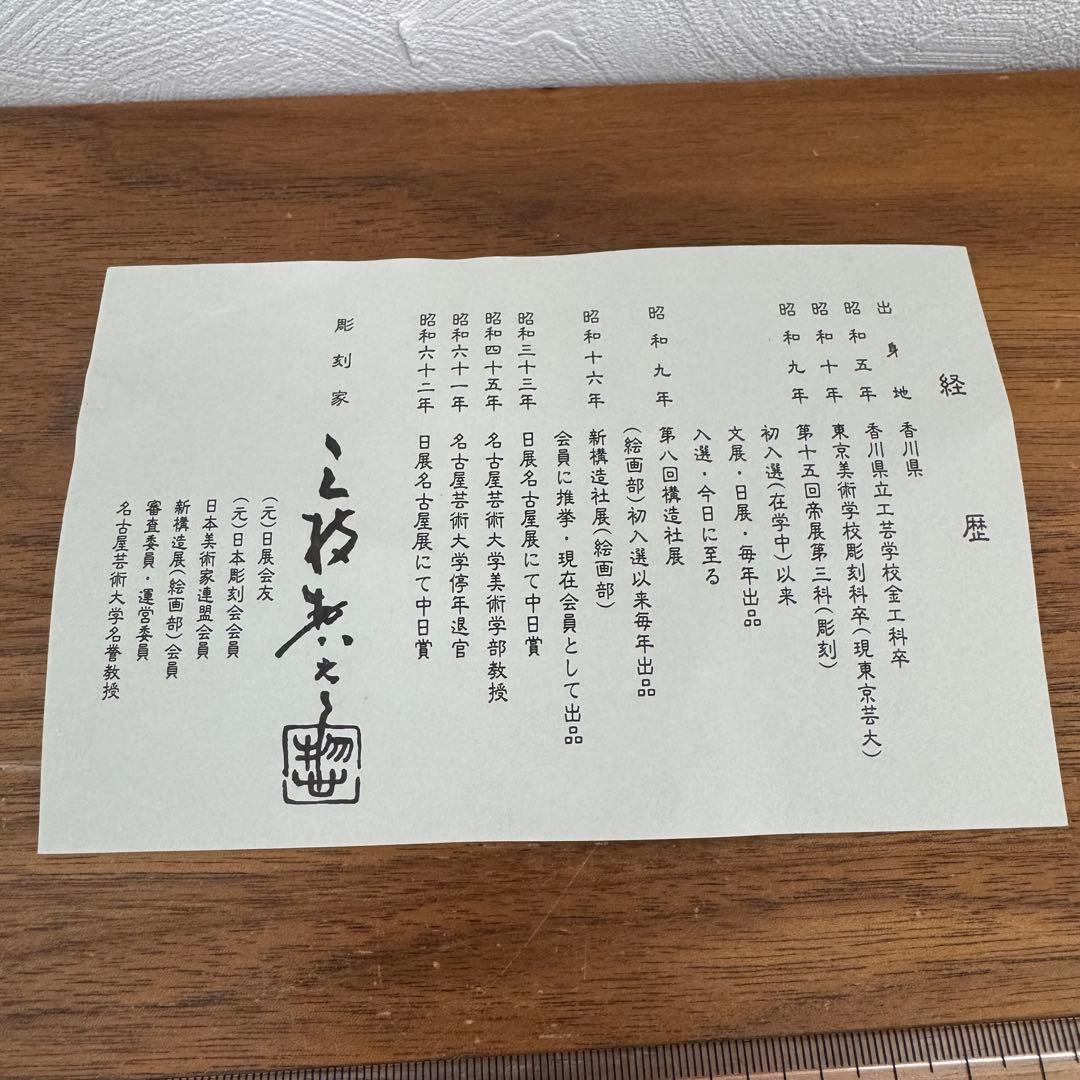 経歴
出身地 香川県
昭和五年 香川県立工芸学校金工科卒
昭和十年 東京美術学校彫刻科卒(現東京芸大)
昭和九年 第十五回帝展第三科(彫刻)
初入選(在学中)以来
文展・日展・毎年出品
入選・今日に至る
昭和九年 第八回構造社展
(絵画部)初入選以来毎年出品
昭和十六年 新構造社展(絵画部)
会員に推挙・現在会員として出品
昭和三十三年 日展名古屋展にて中日賞
昭和四十五年 名古屋芸術大学美術学部教授
昭和六十一年 名古屋芸術大学停年退官
昭和六十二年 日展名古屋展にて中日賞
彫刻家 三枝惣太郎
(元)日展会友
(元)日本彫刻会会員
日本美術家連盟会員
新構造展(絵画部)会員
審査委員・運営委員
名古屋芸術大学名誉教授